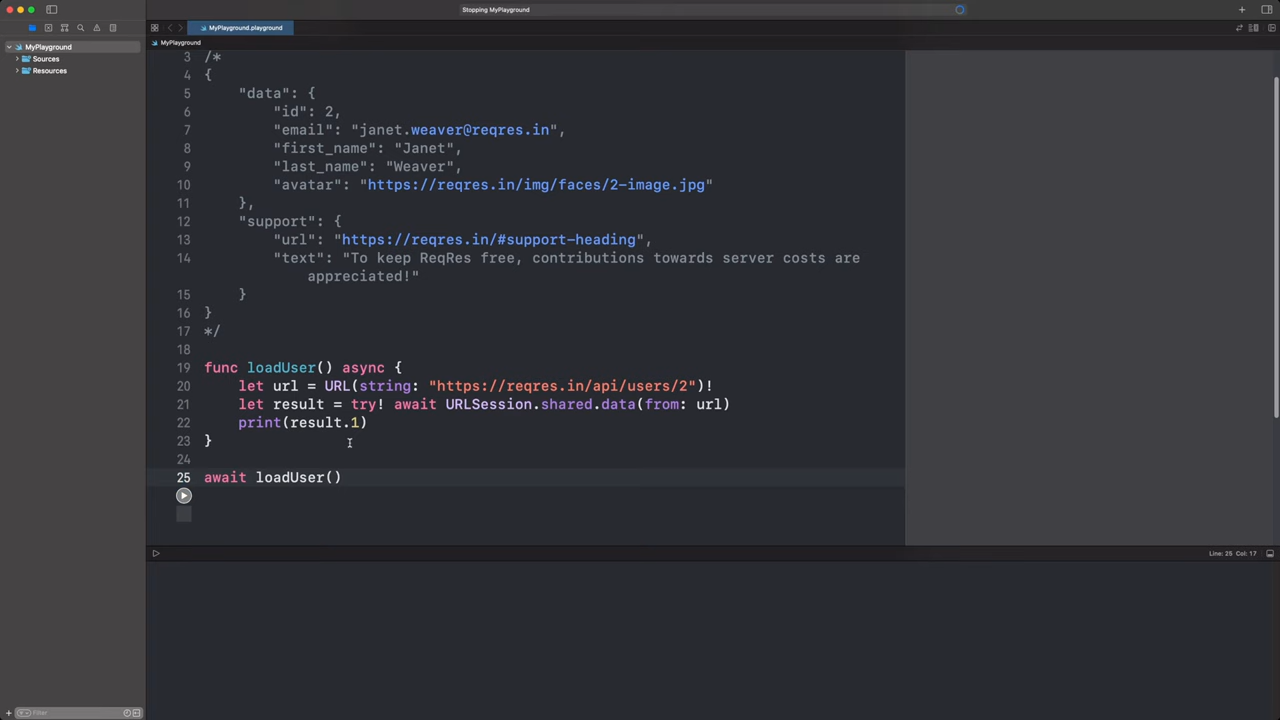 Stopping MyPlayground
MyPlayground.playground
MyPlayground
MyPlayground
Sources
Resources
3 /*
4 {
5 "data": {
6 "id": 2,
7 "email": "janet.weaver@reqres.in",
8 "first_name": "Janet",
9 "last_name": "Weaver",
10 "avatar": "https://reqres.in/img/faces/2-image.jpg"
11 },
12 "support": {
13 "url": "https://reqres.in/#support-heading",
14 "text": "To keep ReqRes free, contributions towards server costs are
appreciated!"
15 }
16 }
17 */
18
19 func loadUser() async {
20 let url = URL(string: "https://reqres.in/api/users/2")!
21 let result = try! await URLSession.shared.data(from: url)
22 print(result.1)
23 }
24
25 await loadUser()
Line: 25 Col: 17
Filter